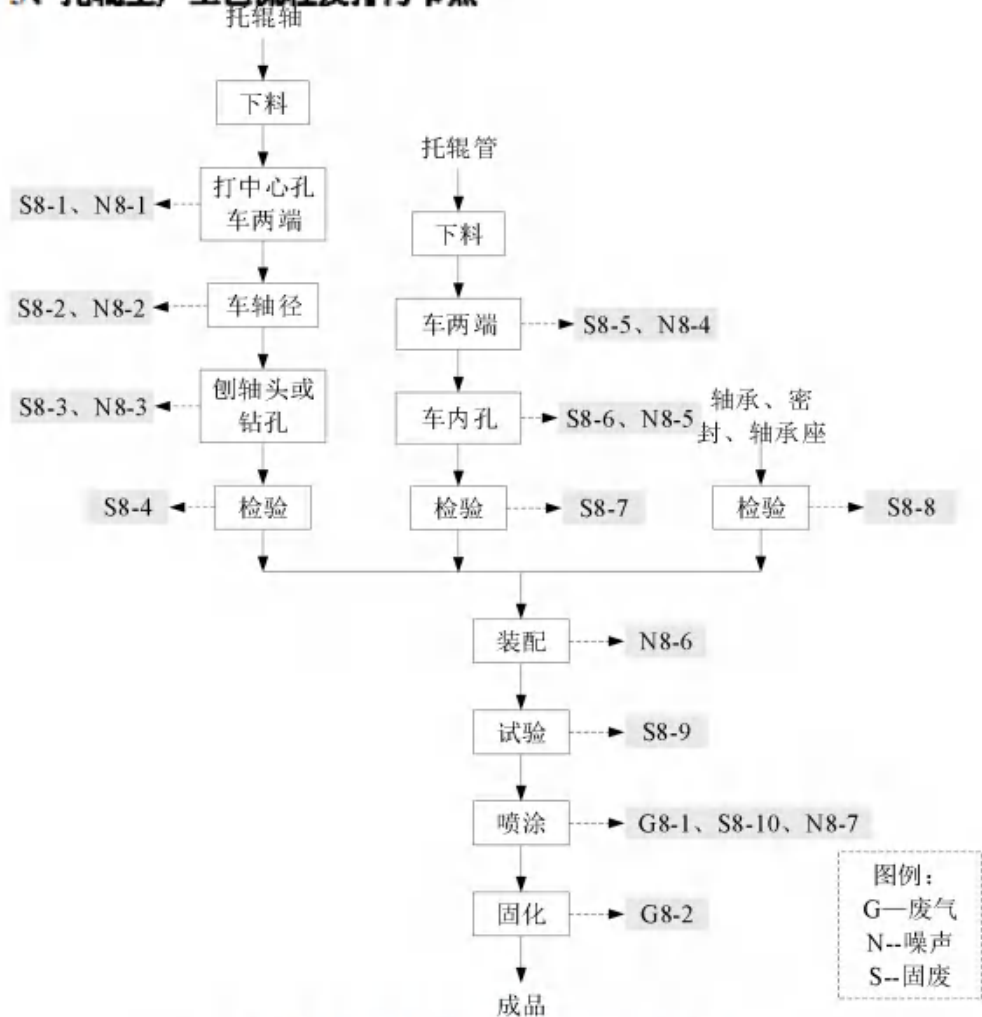 托辊轴
下料
打中心孔
车两端
S8-1、N8-1
车轴径
S8-2、N8-2
刨轴头或
钻孔
S8-3、N8-3
检验
S8-4
托辊管
下料
车两端
S8-5、N8-4
车内孔
S8-6、N8-5
检验
S8-7
轴承、密
封、轴承座
检验
S8-8
装配
N8-6
试验
S8-9
喷涂
G8-1、S8-10、N8-7
固化
G8-2
成品
图例：
G—废气
N--噪声
S--固废